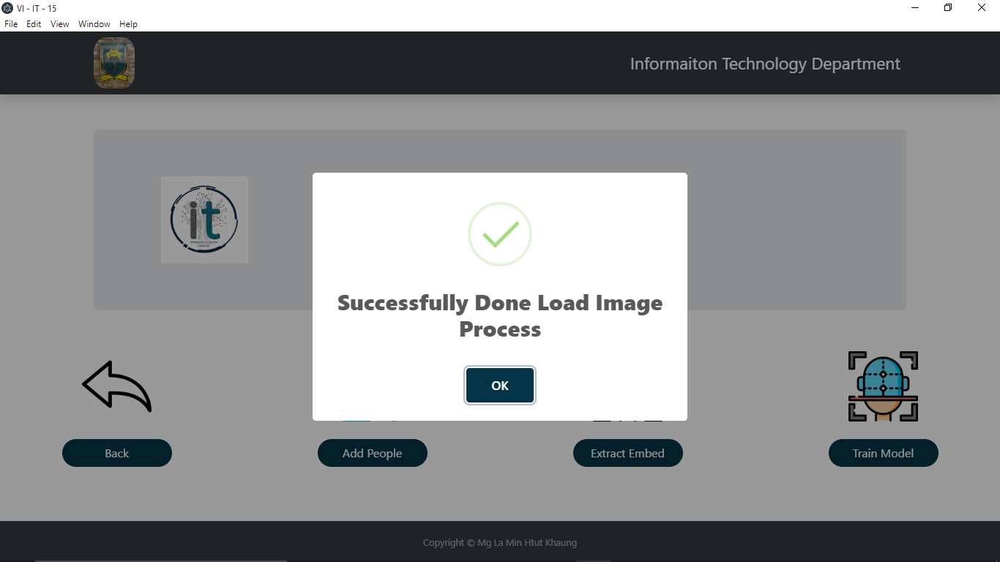 VI - IT - 15
File Edit View Window Help
Informaiton Technology Department
it
Successfully Done Load Image
Process
OK
Back
Add People
Extract Embed
Train Model
Copyright © Mg La Min Htut Khaung